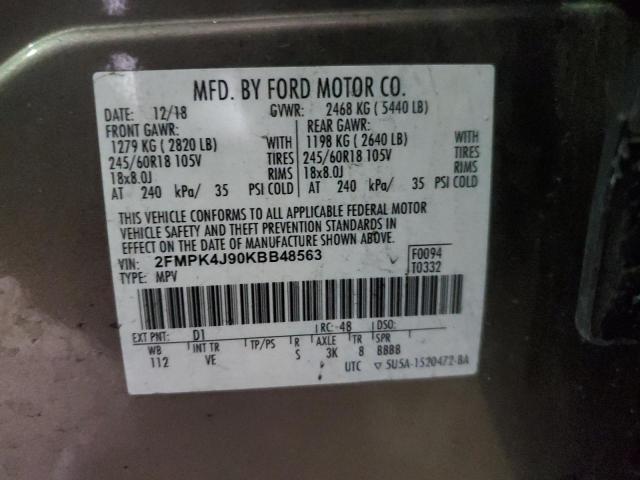 MFD. BY FORD MOTOR CO.
DATE: 12/18 GVWR: 2468 KG ( 5440 LB)
FRONT GAWR: REAR GAWR:
1279 KG ( 2820 LB) WITH 1198 KG ( 2640 LB) WITH
245/60R18 105V TIRES 245/60R18 105V TIRES
18x8.0J RIMS 18x8.0J RIMS
AT 240 kPa/ 35 PSI COLD AT 240 kPa/ 35 PSI COLD
THIS VEHICLE CONFORMS TO ALL APPLICABLE FEDERAL MOTOR
VEHICLE SAFETY AND THEFT PREVENTION STANDARDS IN
EFFECT ON THE DATE OF MANUFACTURE SHOWN ABOVE.
VIN: 2FMPK4J90KBB48563 F0094
TYPE: MPV T0332
EXT PNT: D1 RC: 48 DSO:
WB INT TR TP/PS R AXLE TR SPR
112 VE S 3K 8 BBBB
UTC ▽ 5U5A-1520472-BA